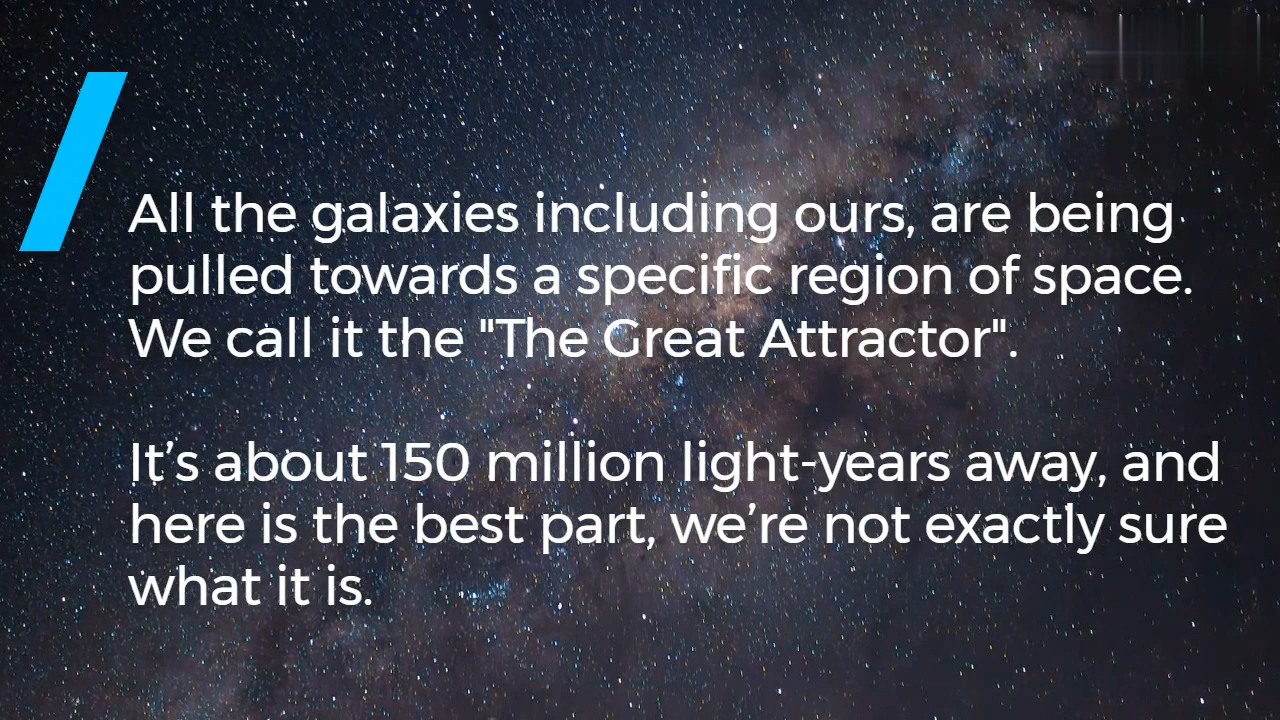 All the galaxies including ours, are being
pulled towards a specific region of space.
We call it the "The Great Attractor".
It’s about 150 million light-years away, and
here is the best part, we’re not exactly sure
what it is.